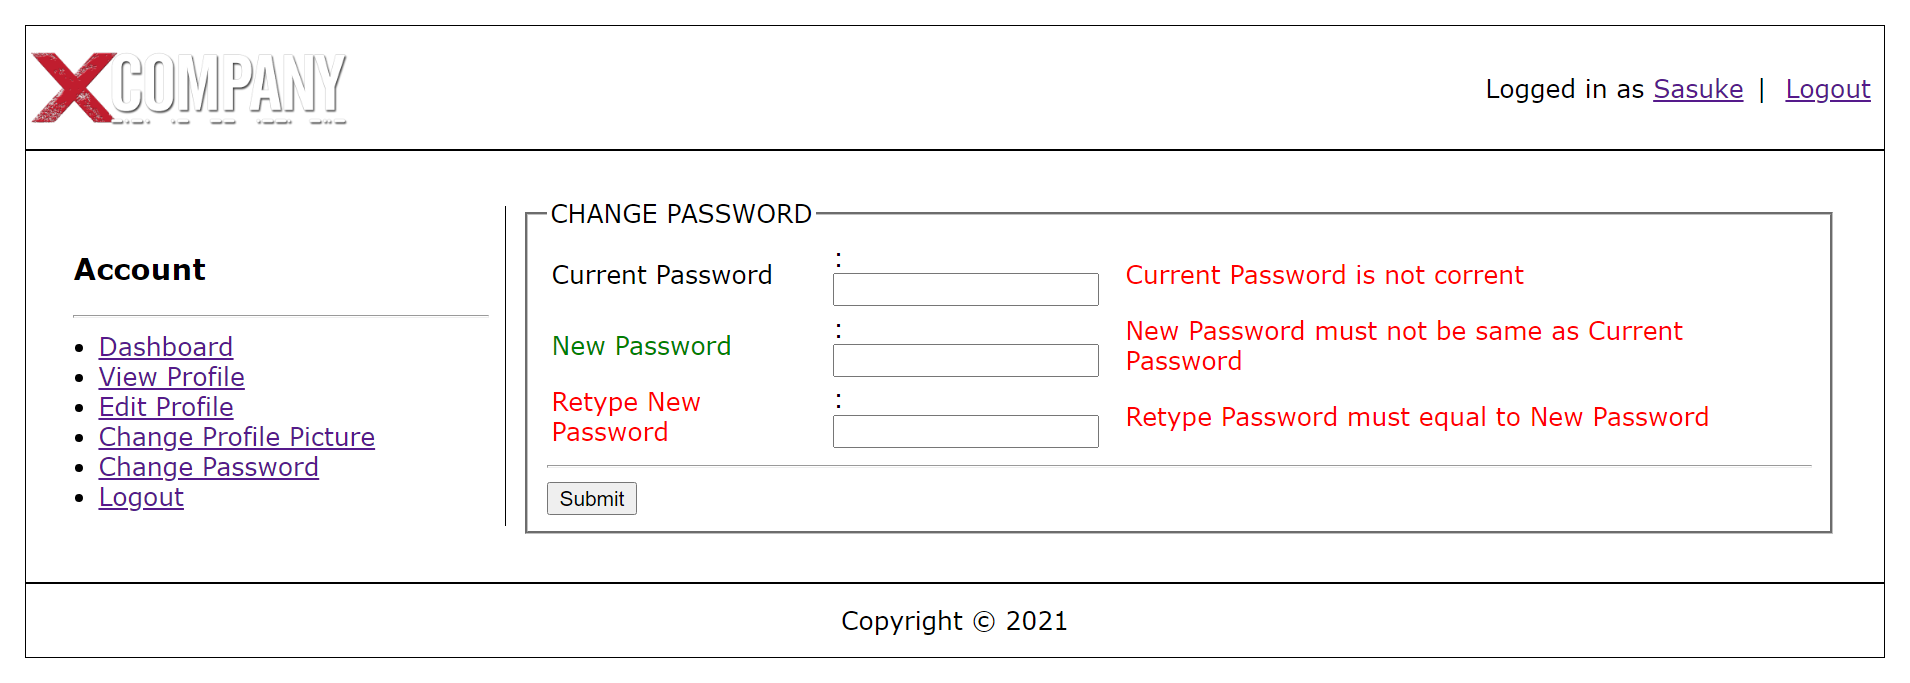 XCOMPANY
Logged in as Sasuke | Logout
Account
Dashboard
View Profile
Edit Profile
Change Profile Picture
Change Password
Logout
CHANGE PASSWORD
Current Password : Current Password is not corrent
New Password : New Password must not be same as Current
Password
Retype New
Password : Retype Password must equal to New Password
Submit
Copyright © 2021